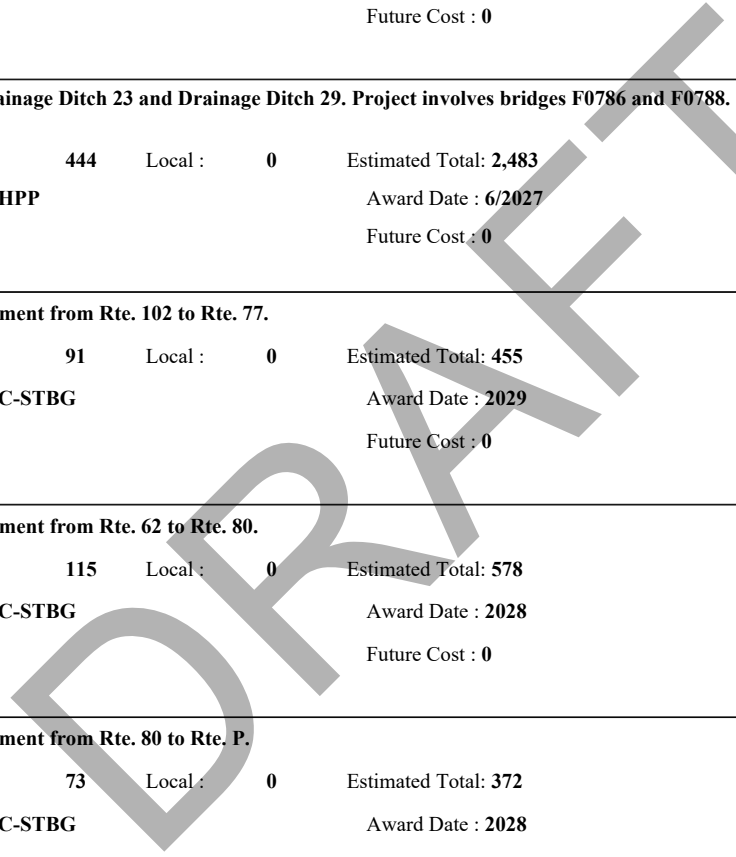 Future Cost : 0
ainage Ditch 23 and Drainage Ditch 29. Project involves bridges F0786 and F0788.
444 Local : 0 Estimated Total: 2,483
HPP Award Date : 6/2027
Future Cost : 0
ment from Rte. 102 to Rte. 77.
91 Local : 0 Estimated Total: 455
C-STBG Award Date : 2029
Future Cost : 0
ment from Rte. 62 to Rte. 80.
115 Local : 0 Estimated Total: 578
C-STBG Award Date : 2028
Future Cost : 0
ment from Rte. 80 to Rte. P.
73 Local : 0 Estimated Total: 372
C-STBG Award Date : 2028
DRAFT